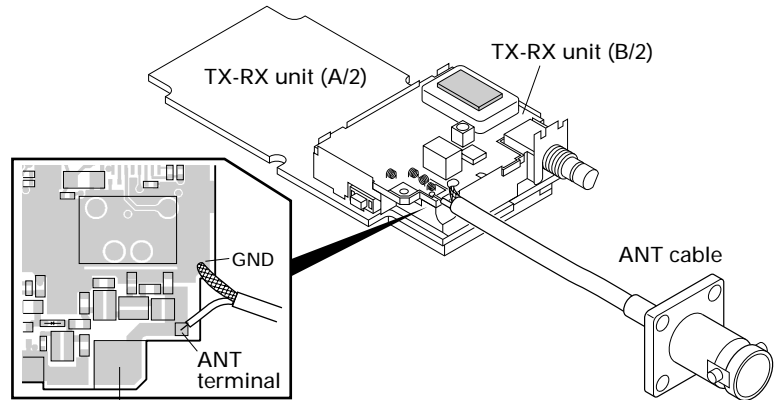 TX-RX unit (A/2)
TX-RX unit (B/2)
GND
ANT
terminal
ANT cable